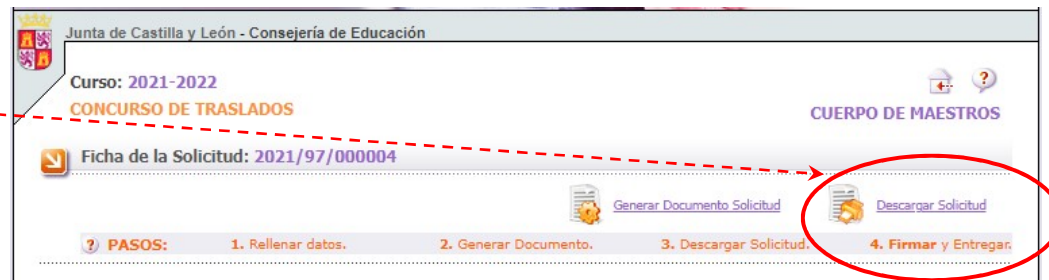 Junta de Castilla y León - Consejería de Educación
Curso: 2021-2022
CONCURSO DE TRASLADOS
CUERPO DE MAESTROS
Ficha de la Solicitud: 2021/97/000004
Generar Documento Solicitud Descargar Solicitud
? PASOS: 1. Rellenar datos. 2. Generar Documento. 3. Descargar Solicitud. 4. Firmar y Entregar.